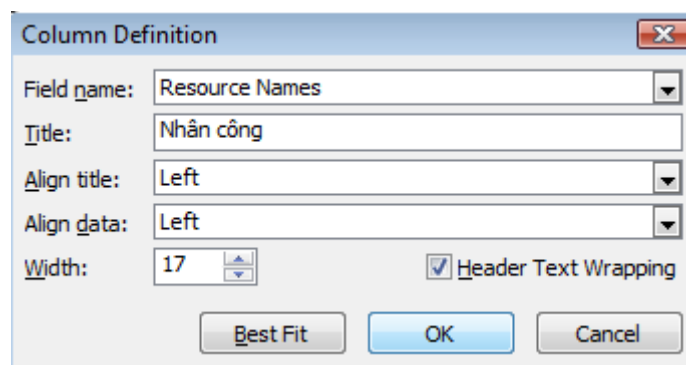 Column Definition
Field name: Resource Names
Title: Nhân công
Align title: Left
Align data: Left
Width: 17 Header Text Wrapping
Best Fit OK Cancel